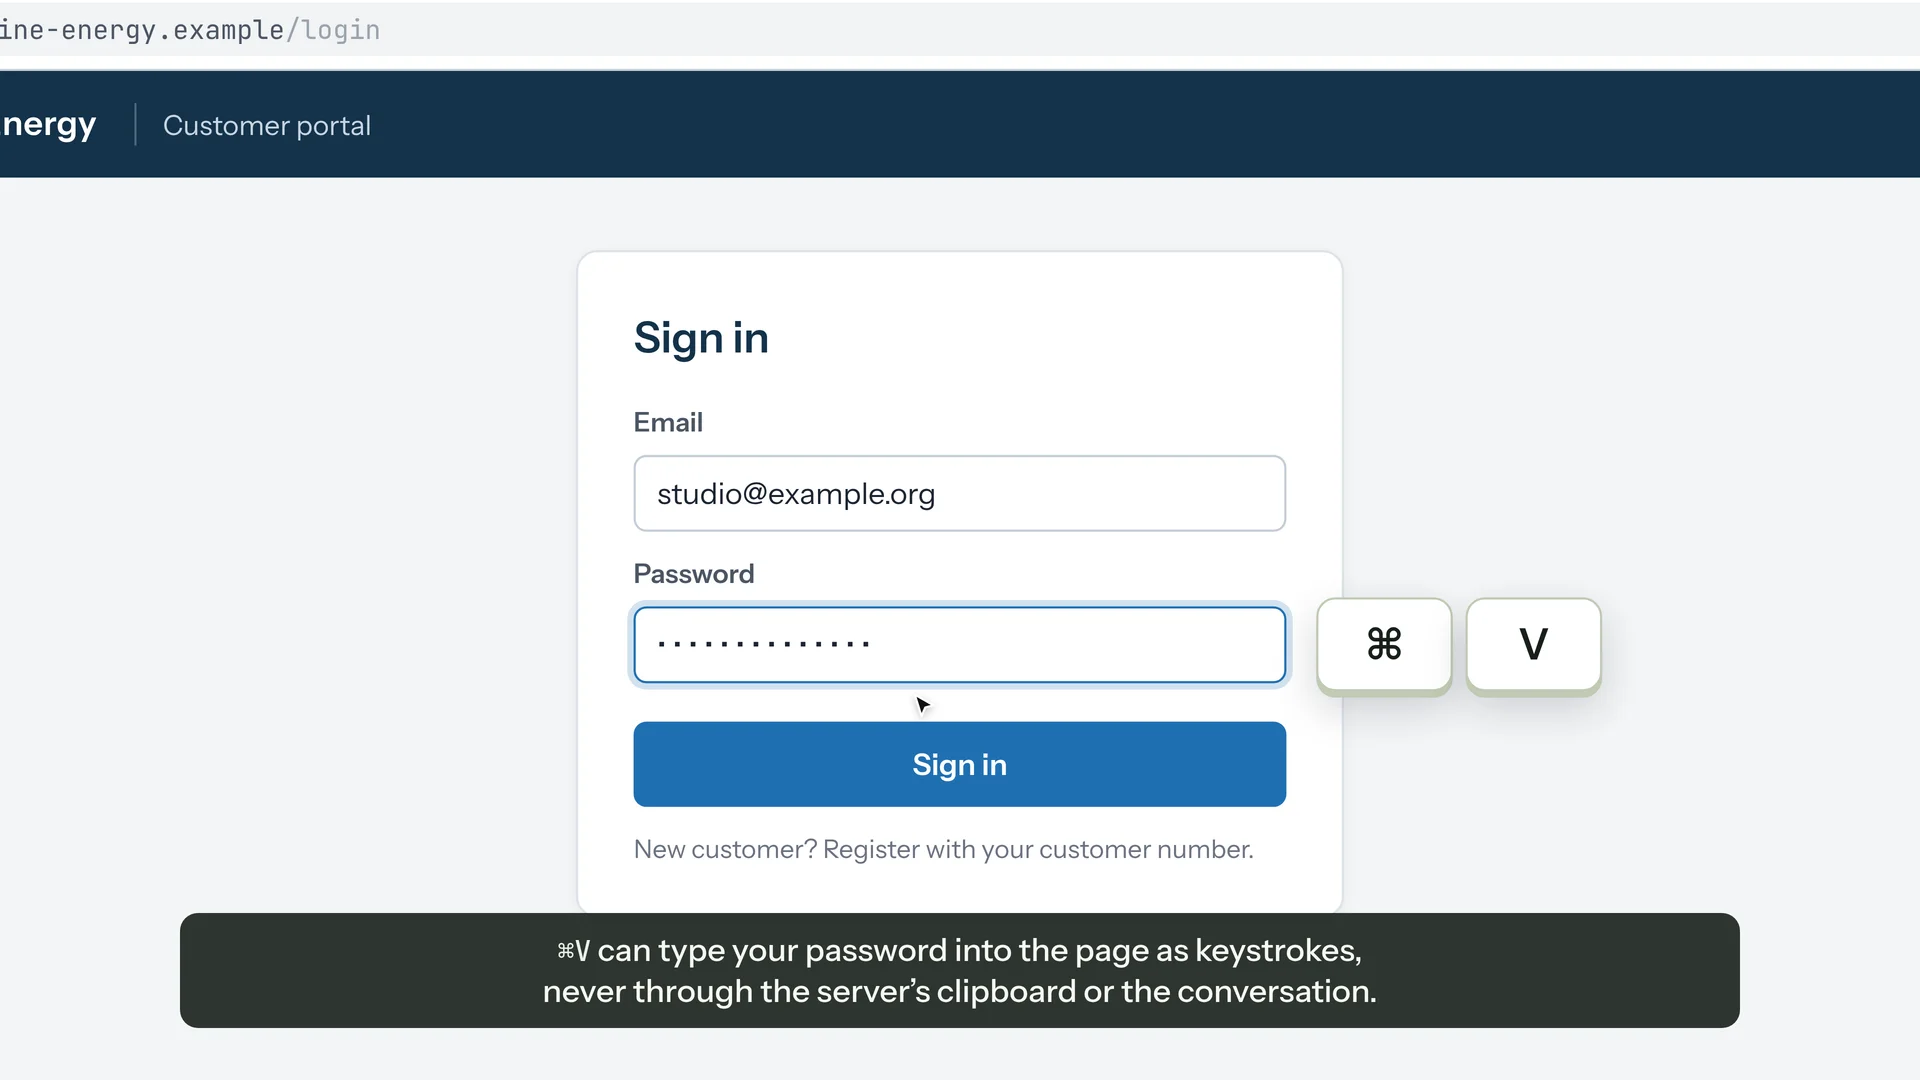 ine-energy.example/login
nergy
Customer portal
Sign in
Email
studio@example.org
Password
⌘ V
Sign in
New customer? Register with your customer number.
⌘V can type your password into the page as keystrokes,
never through the server’s clipboard or the conversation.